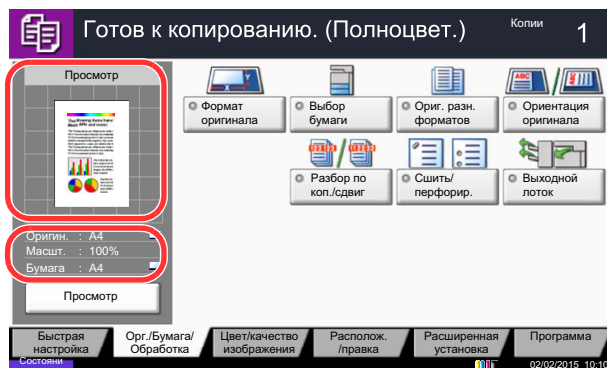 Готов к копированию. (Полноцвет.)
Копии
1
Просмотр
Оригин. : A4
Масшт. : 100%
Бумага : A4
Просмотр
Формат
оригинала
Выбор
бумаги
Ориг. разн.
форматов
ABC
Ориентация
оригинала
Разбор по
коп./сдвиг
Сшить/
перфорир.
Выходной
лоток
Быстрая
настройка
Орг./Бумага/
Обработка
Цвет/качество
изображения
Располож.
/правка
Расширенная
установка
Программа
Состояни
02/02/2015 10:10